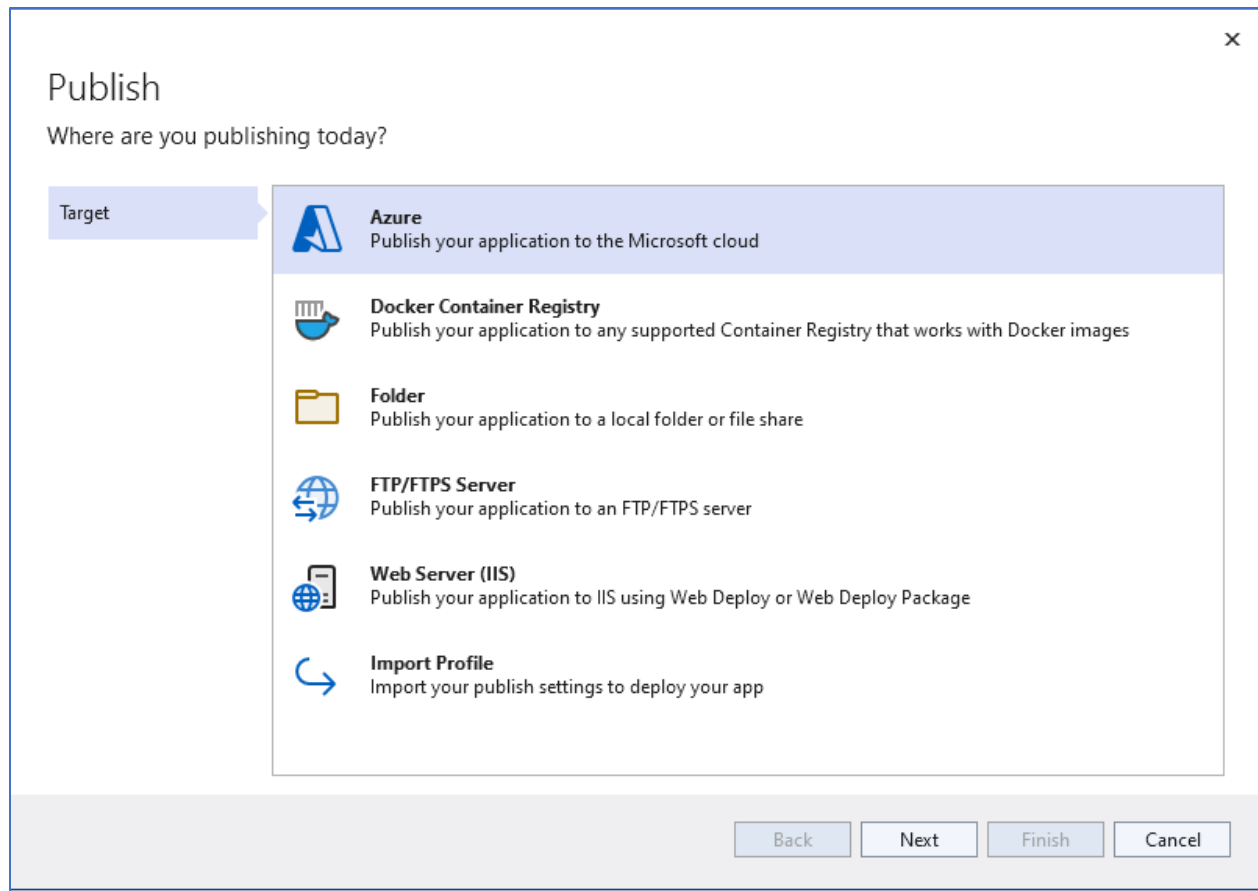 Publish
Where are you publishing today?
Target
Azure
Publish your application to the Microsoft cloud
Docker Container Registry
Publish your application to any supported Container Registry that works with Docker images
Folder
Publish your application to a local folder or file share
FTP/FTPS Server
Publish your application to an FTP/FTPS server
Web Server (IIS)
Publish your application to IIS using Web Deploy or Web Deploy Package
Import Profile
Import your publish settings to deploy your app
Back
Next
Finish
Cancel